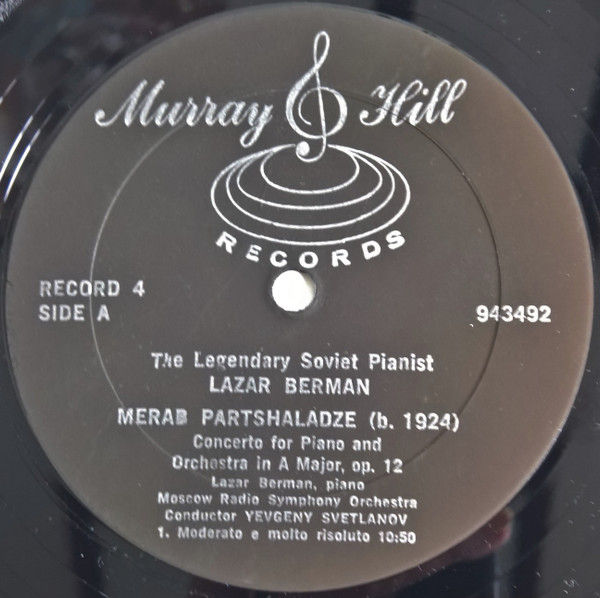 Murray Hill
RECORDS
RECORD 4
SIDE A
943492
The Legendary Soviet Pianist
LAZAR BERMAN
MERAB PARTSHALADZE (b. 1924)
Concerto for Piano and
Orchestra in A Major, op. 12
Lazar Berman, piano
Moscow Radio Symphony Orchestra
Conductor YEVGENY SVETLANOV
1. Moderato e molto risoluto 10:50